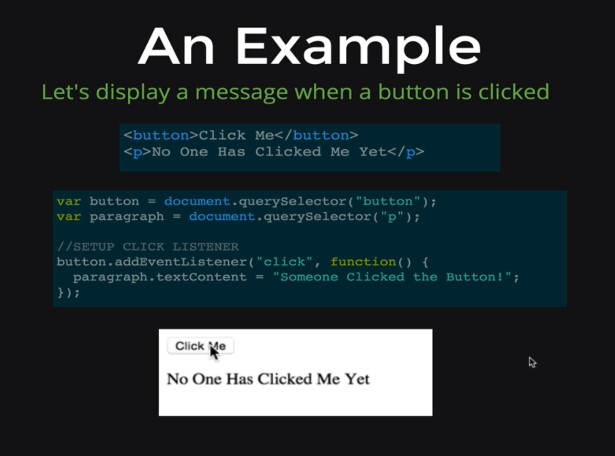 An Example
Let's display a message when a button is clicked
<button>Click Me</button>
<p>No One Has Clicked Me Yet</p>
var button = document.querySelector("button");
var paragraph = document.querySelector("p");
//SETUP CLICK LISTENER
button.addEventListener("click", function() {
  paragraph.textContent = "Someone Clicked the Button!";
});
Click Me
No One Has Clicked Me Yet